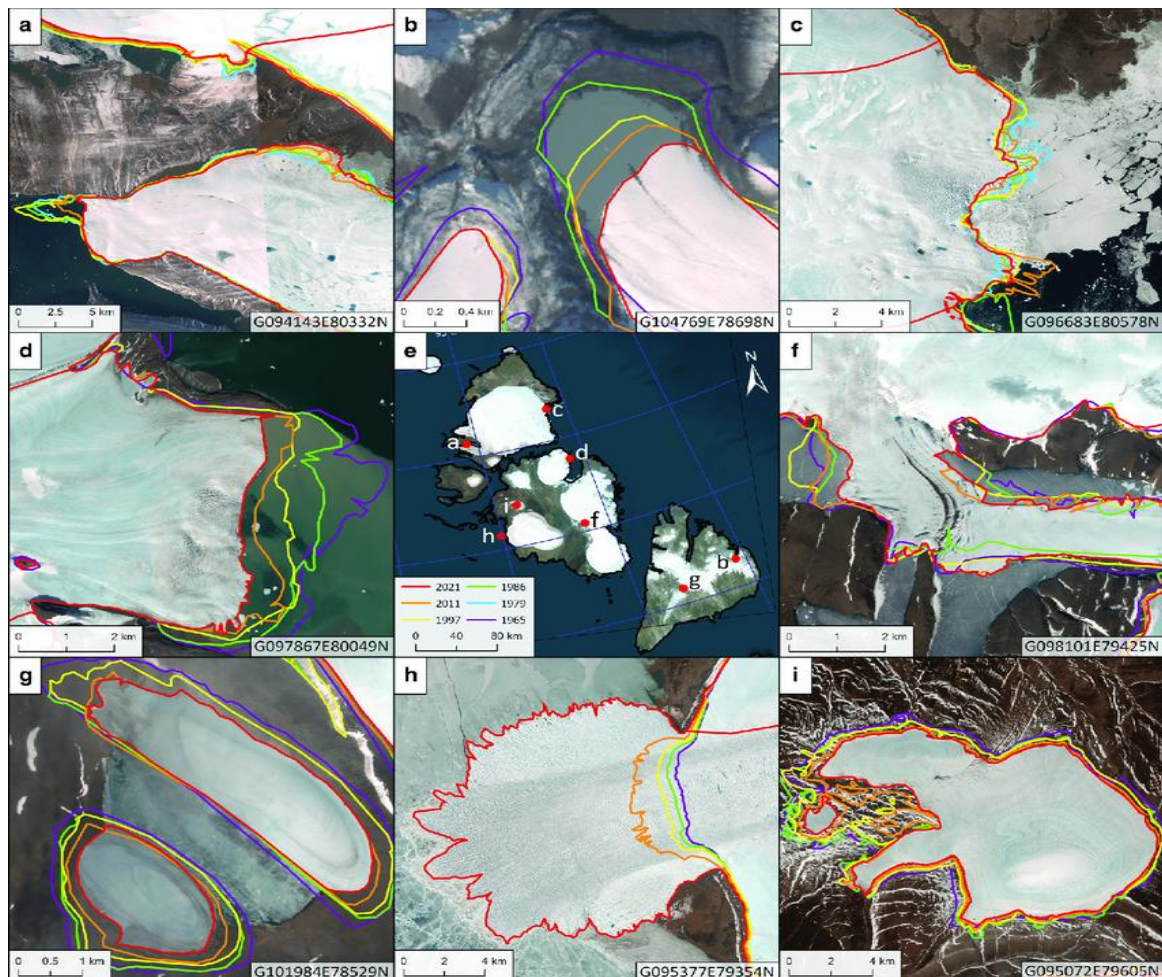 a
0 2.5 5 km
G094143E80332N
b
0 0.2 0.4 km
G104769E78698N
c
0 2 4 km
G096683E80578N
d
0 1 2 km
G097867E80049N
e
N
a
c
d
i
h
f
b
g
2021 1986
2011 1979
1997 1965
0 40 80 km
f
0 1 2 km
G098101E79425N
g
0 0.5 1 km
G101984E78529N
h
0 2 4 km
G095377E79354N
i
0 2 4 km
G095072E79605N